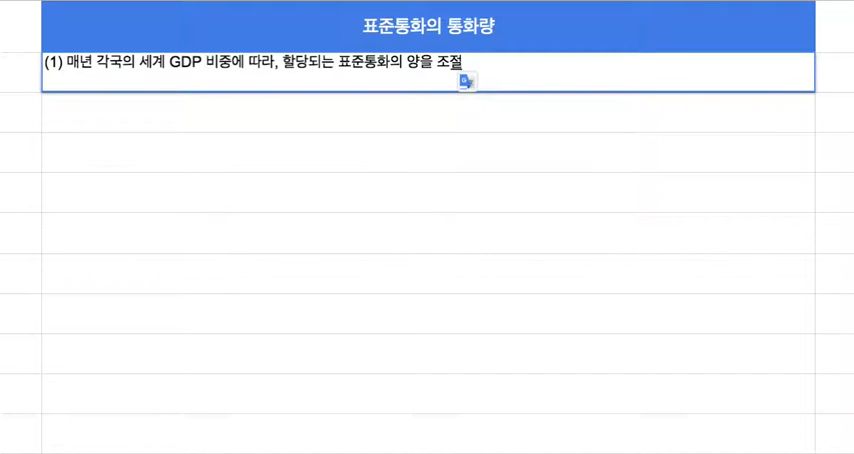 표준통화의 통화량
(1) 매년 각국의 세계 GDP 비중에 따라, 할당되는 표준통화의 양을 조절